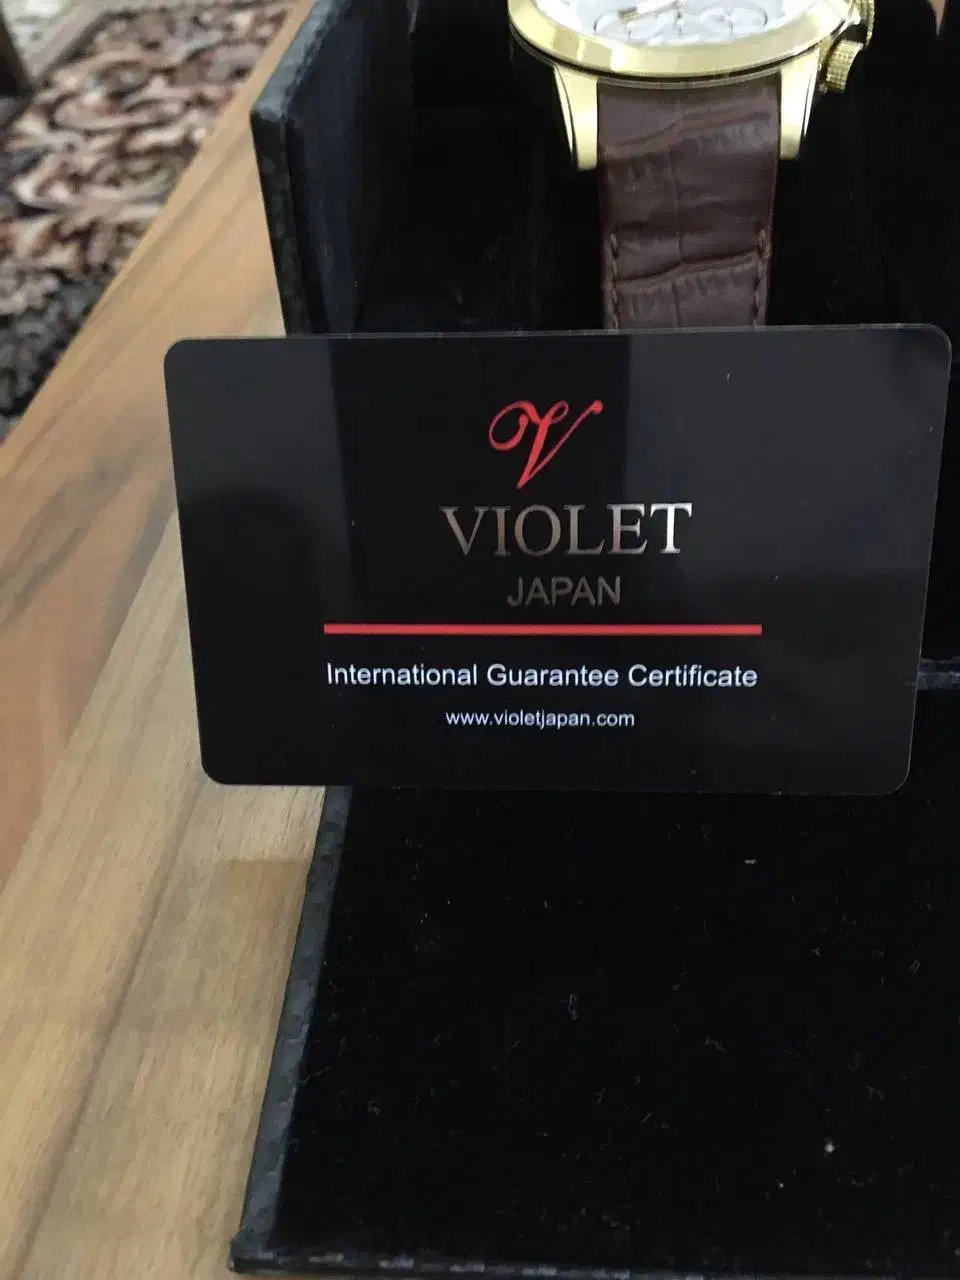 V
VIOLET
JAPAN
International Guarantee Certificate
www.violetjapan.com